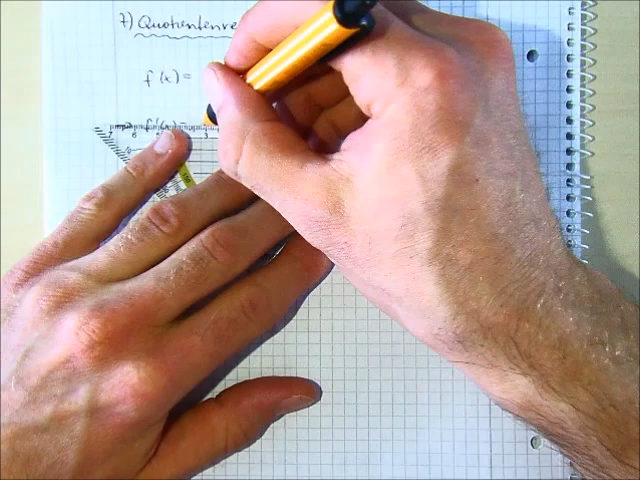 7) Quotientenre
f(x) =
f'(x) =